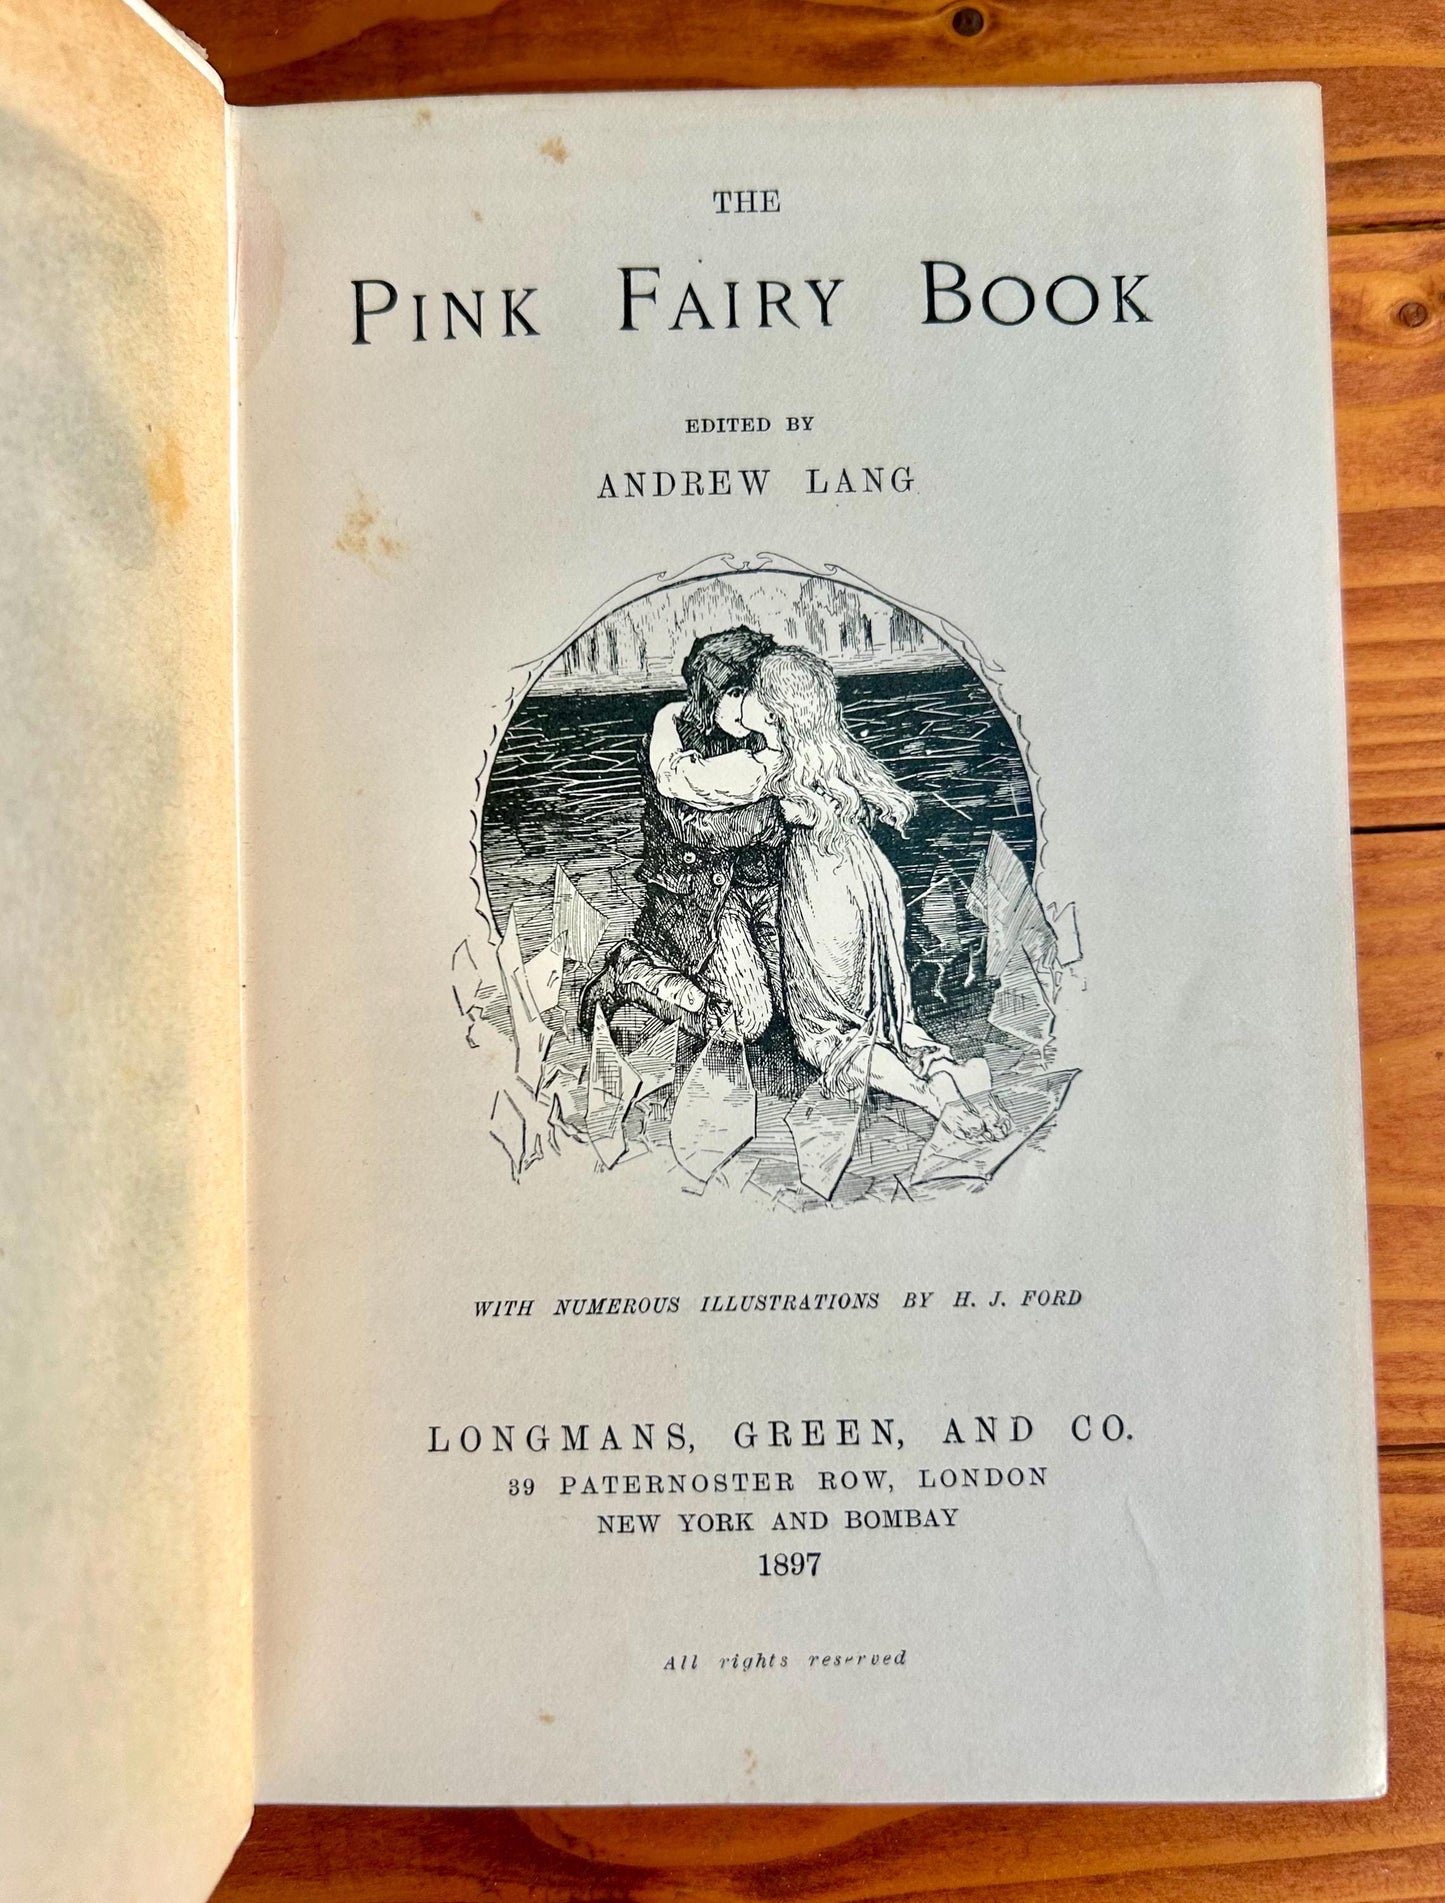 THE
PINK FAIRY BOOK
EDITED BY
ANDREW LANG
WITH NUMEROUS ILLUSTRATIONS BY H. J. FORD
LONGMANS, GREEN, AND CO.
39 PATERNOSTER ROW, LONDON
NEW YORK AND BOMBAY
1897
All rights reserved